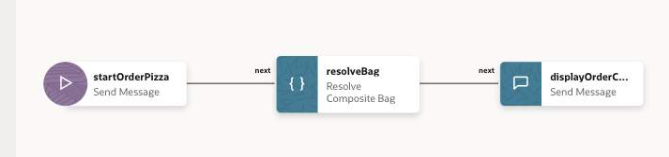 startOrderPizza
Send Message
next
resolveBag
Resolve
Composite Bag
next
displayOrderC...
Send Message